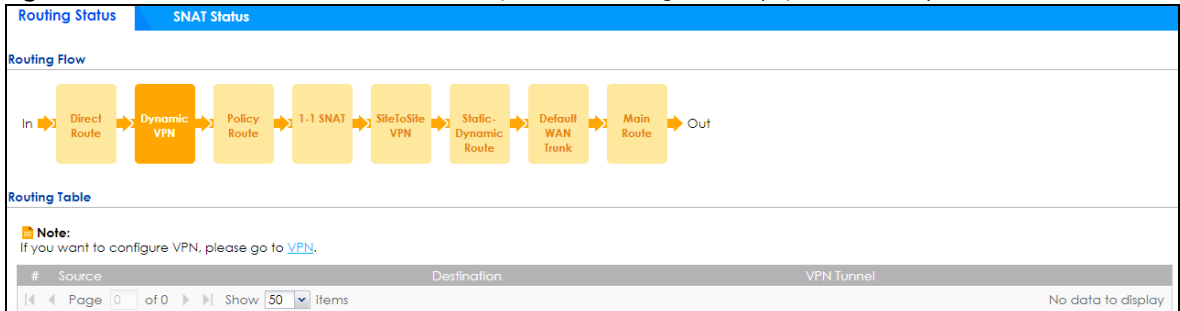 Routing Status SNAT Status
Routing Flow
In Direct Route Dynamic VPN Policy Route 1-1 SNAT SiteToSite VPN Static-Dynamic Route Default WAN Trunk Main Route Out
Routing Table
Note:
If you want to configure VPN, please go to VPN.
# Source Destination VPN Tunnel
Page 0 of 0 Show 50 items No data to display